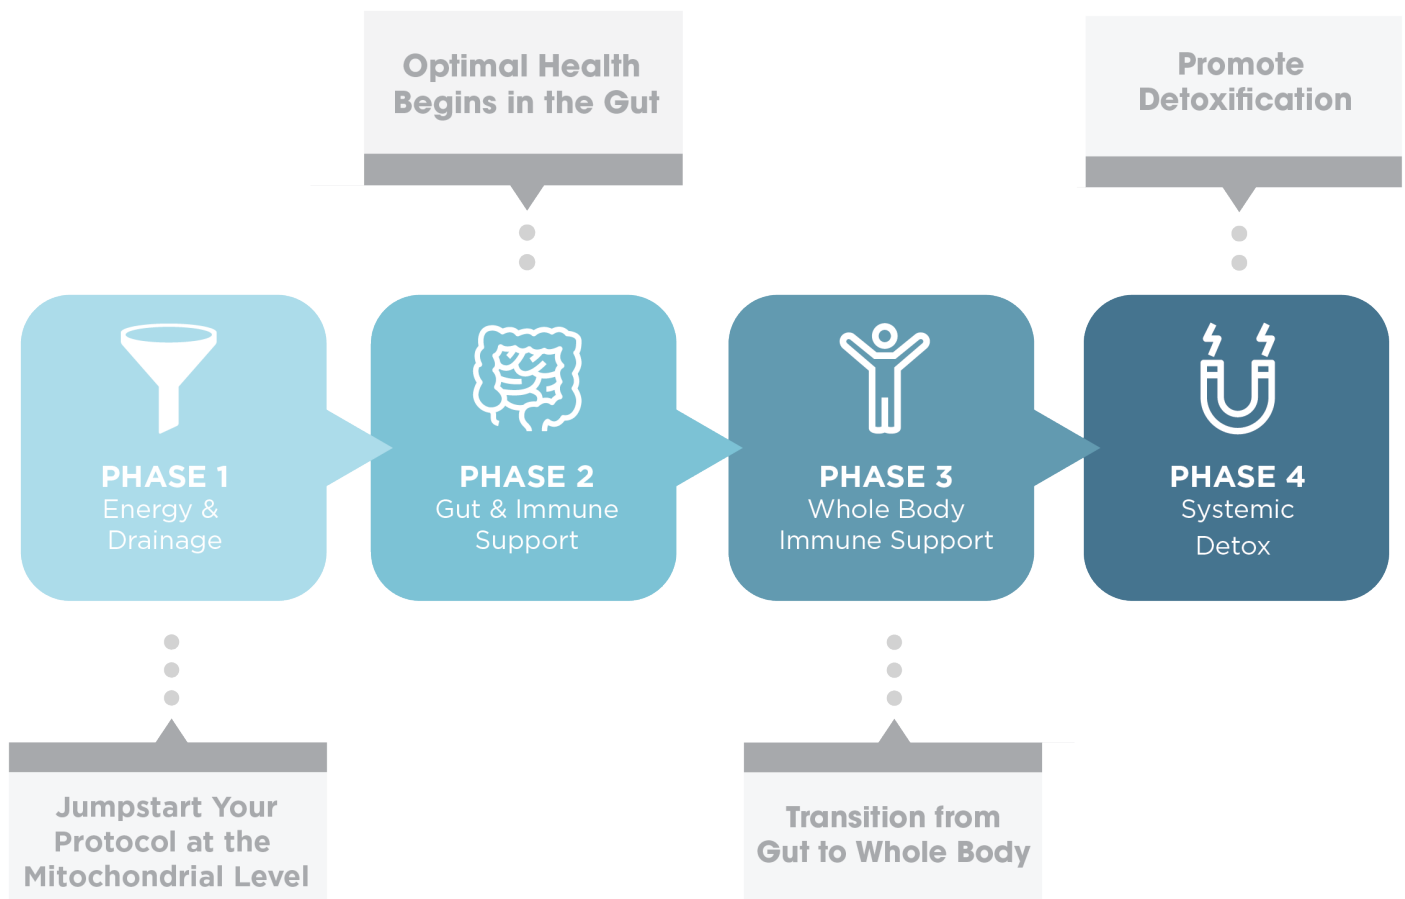 Optimal Health
Begins in the Gut
Promote
Detoxification
PHASE 1
Energy &
Drainage
PHASE 2
Gut & Immune
Support
PHASE 3
Whole Body
Immune Support
PHASE 4
Systemic
Detox
Jumpstart Your
Protocol at the
Mitochondrial Level
Transition from
Gut to Whole Body